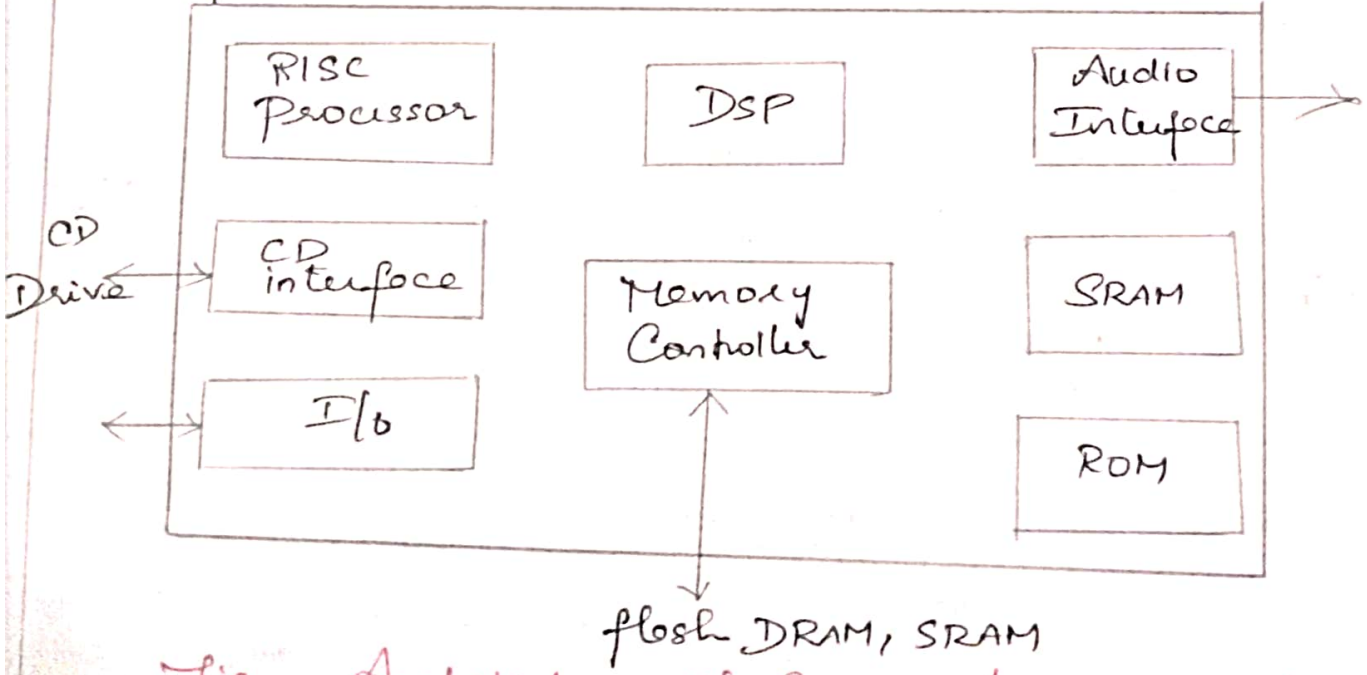 RISC
Processor
DSP
Audio
Interface
CD
Drive
CD
interface
Memory
Controller
SRAM
I/o
ROM
flash DRAM, SRAM